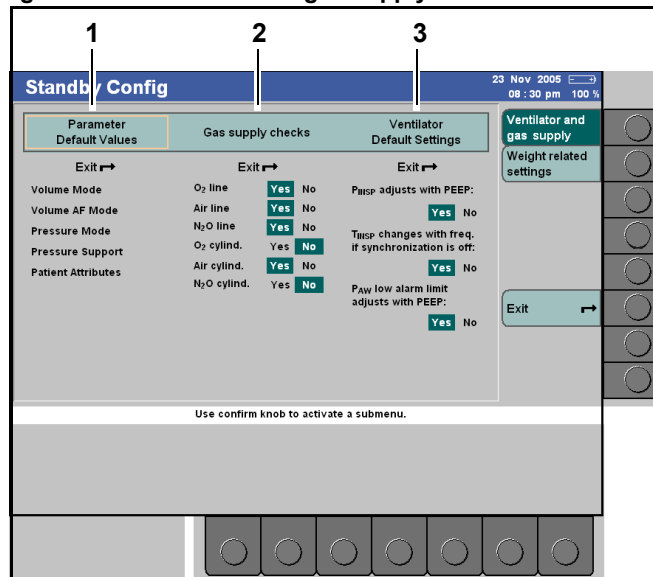 1 2 3
Standby Config
23 Nov 2005
08 : 30 pm 100 %
Parameter
Default Values
Gas supply checks
Ventilator
Default Settings
Ventilator and
gas supply
Weight related
settings
Exit
Exit
Exit
Exit
Volume Mode
Volume AF Mode
Pressure Mode
Pressure Support
Patient Attributes
O2 line Yes No
Air line Yes No
N2O line Yes No
O2 cylind. Yes No
Air cylind. Yes No
N2O cylind. Yes No
PINSP adjusts with PEEP:
Yes No
TINSP changes with freq.
if synchronization is off:
Yes No
PAW low alarm limit
adjusts with PEEP:
Yes No
Use confirm knob to activate a submenu.